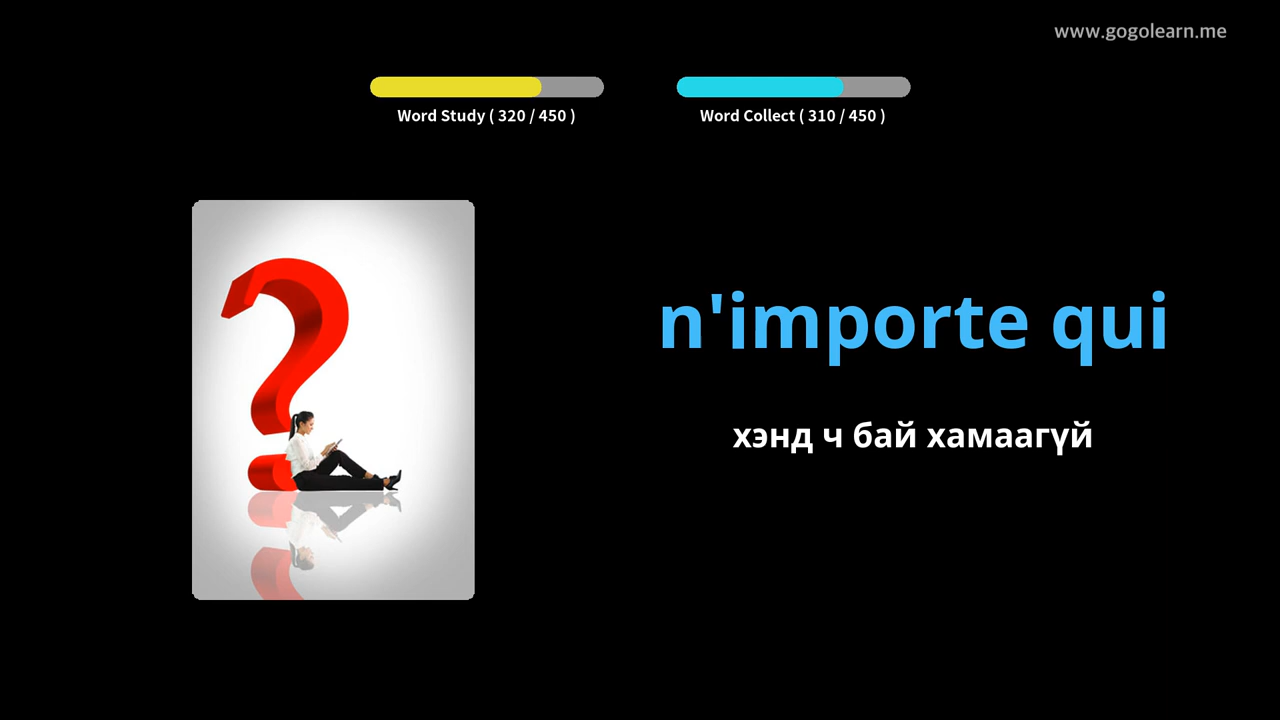 www.gogolearn.me
Word Study ( 320 / 450 )
Word Collect ( 310 / 450 )
n'importe qui
хэнд ч бай хамаагүй